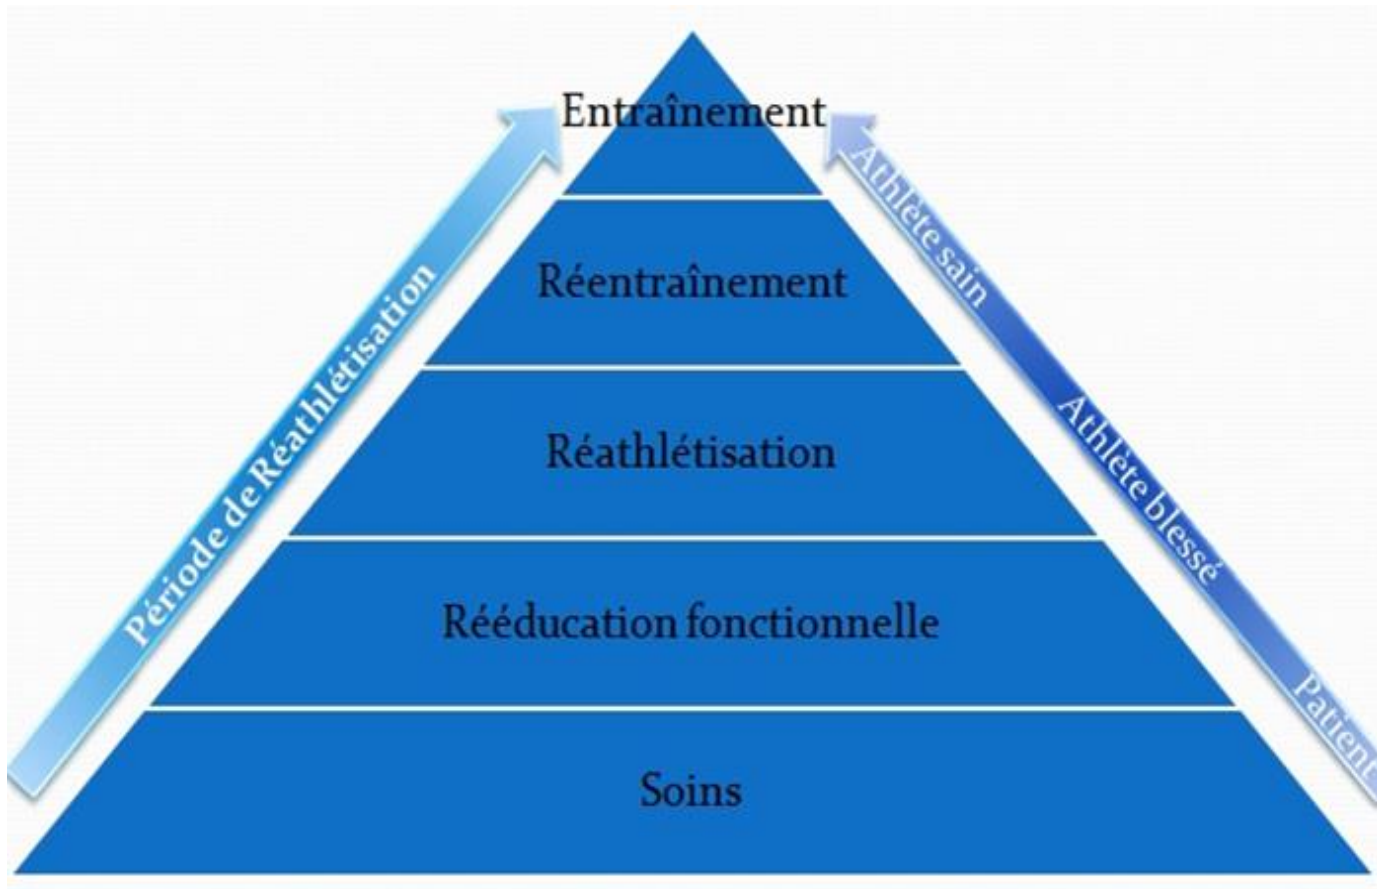 Entraînement
Réentraînement
Réathlétisation
Rééducation fonctionnelle
Soins
Période de Réathlétisation
Athlète sain
Athlète blessé
Patient